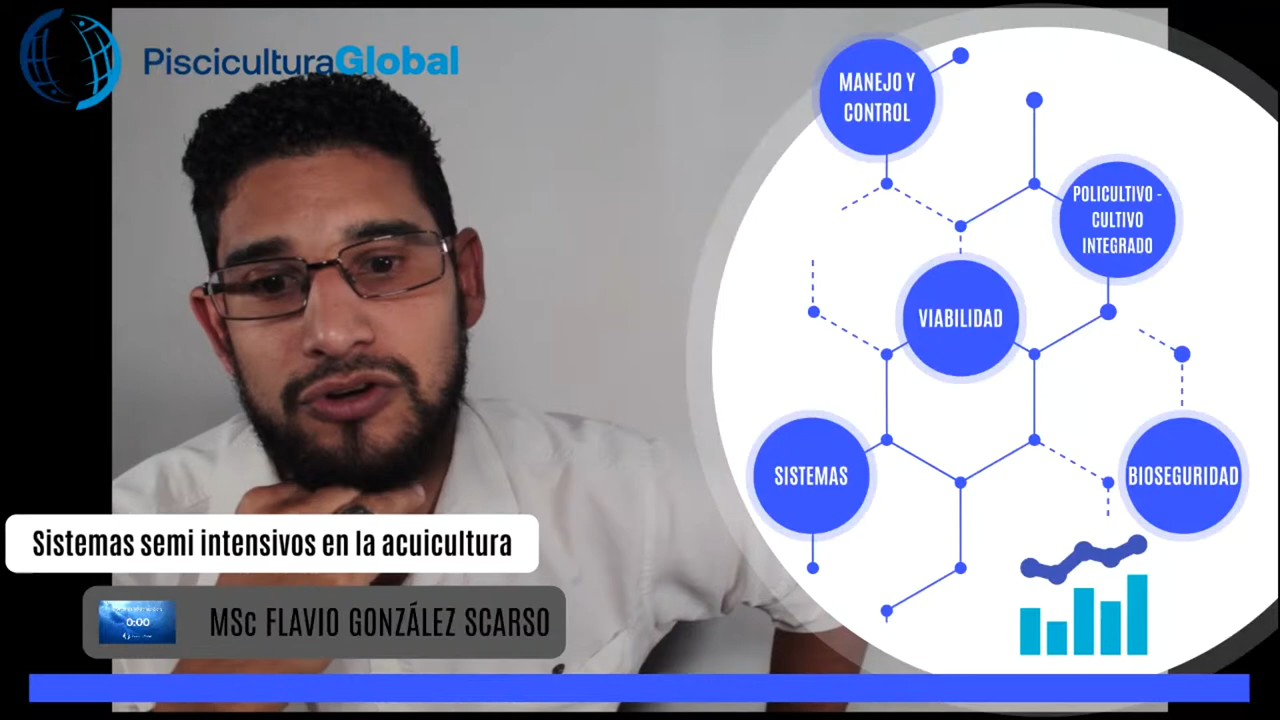 PisciculturaGlobal
MANEJO Y
CONTROL
POLICULTIVO -
CULTIVO
INTEGRADO
VIABILIDAD
SISTEMAS
BIOSEGURIDAD
Sistemas semi intensivos en la acuicultura
0:00
MSc FLAVIO GONZÁLEZ SCARSO